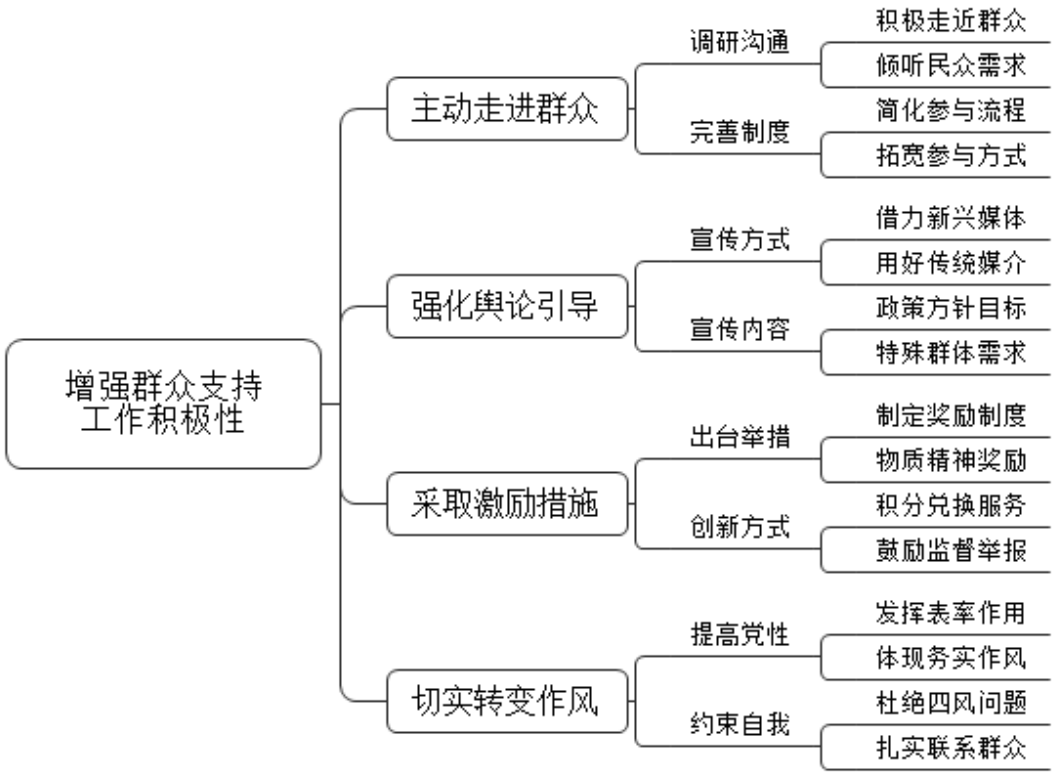 增强群众支持
工作积极性
主动走进群众
调研沟通
积极走近群众
倾听民众需求
完善制度
简化参与流程
拓宽参与方式
强化舆论引导
宣传方式
借力新兴媒体
用好传统媒介
宣传内容
政策方针目标
特殊群体需求
采取激励措施
出台举措
制定奖励制度
物质精神奖励
创新方式
积分兑换服务
鼓励监督举报
切实转变作风
提高党性
发挥表率作用
体现务实作风
约束自我
杜绝四风问题
扎实联系群众